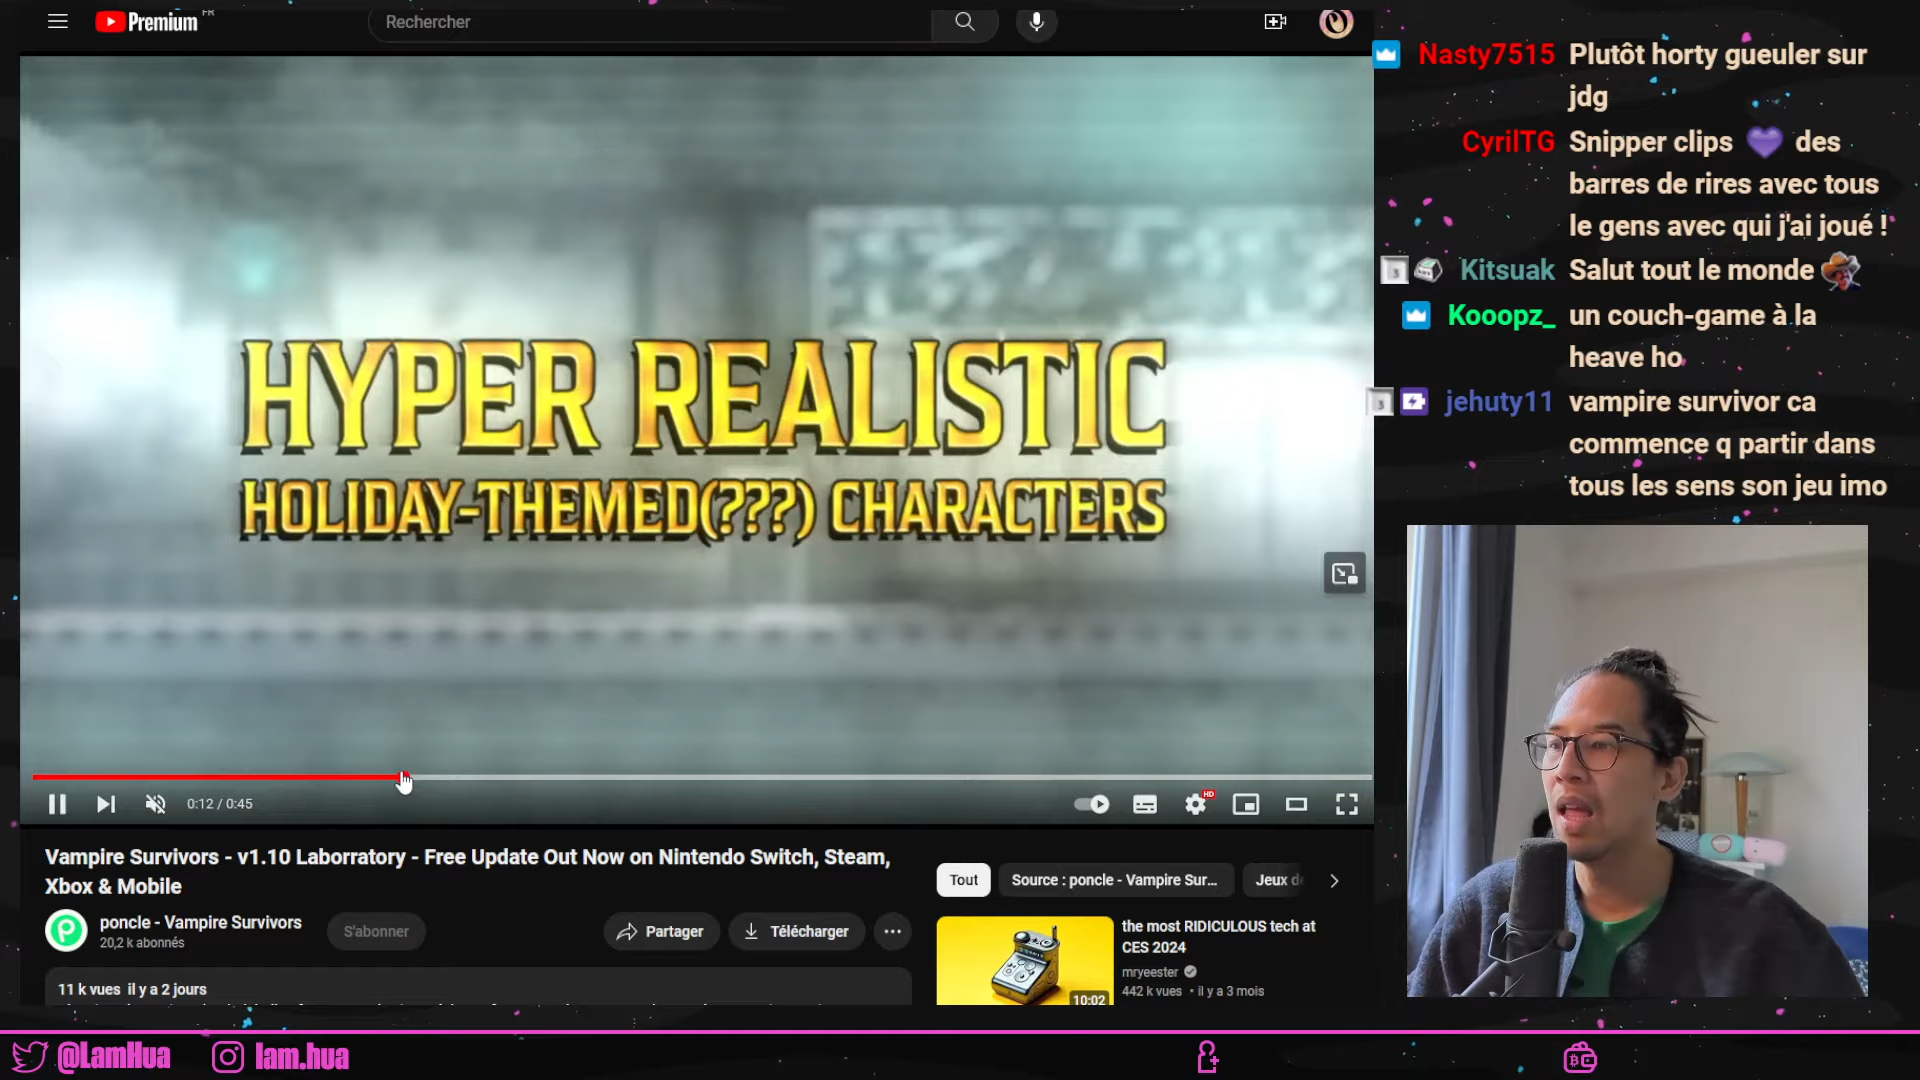 Premium FR
Rechercher
HYPER REALISTIC
HOLIDAY-THEMED(???) CHARACTERS
0:12 / 0:45
HD
Vampire Survivors - v1.10 Laborratory - Free Update Out Now on Nintendo Switch, Steam,
Xbox & Mobile
poncle - Vampire Survivors
20,2 k abonnés
S'abonner
Partager
Télécharger
11 k vues il y a 2 jours
Tout
Source : poncle - Vampire Sur...
Jeux d
the most RIDICULOUS tech at
CES 2024
mryeester
442 k vues • il y a 3 mois
10:02
Nasty7515 Plutôt horty gueuler sur
jdg
CyrilTG Snipper clips 💜 des
barres de rires avec tous
le gens avec qui j'ai joué !
3 Kitsuak Salut tout le monde
Kooopz_ un couch-game à la
heave ho
3 jehuty11 vampire survivor ca
commence q partir dans
tous les sens son jeu imo
@LamHua
lam.hua